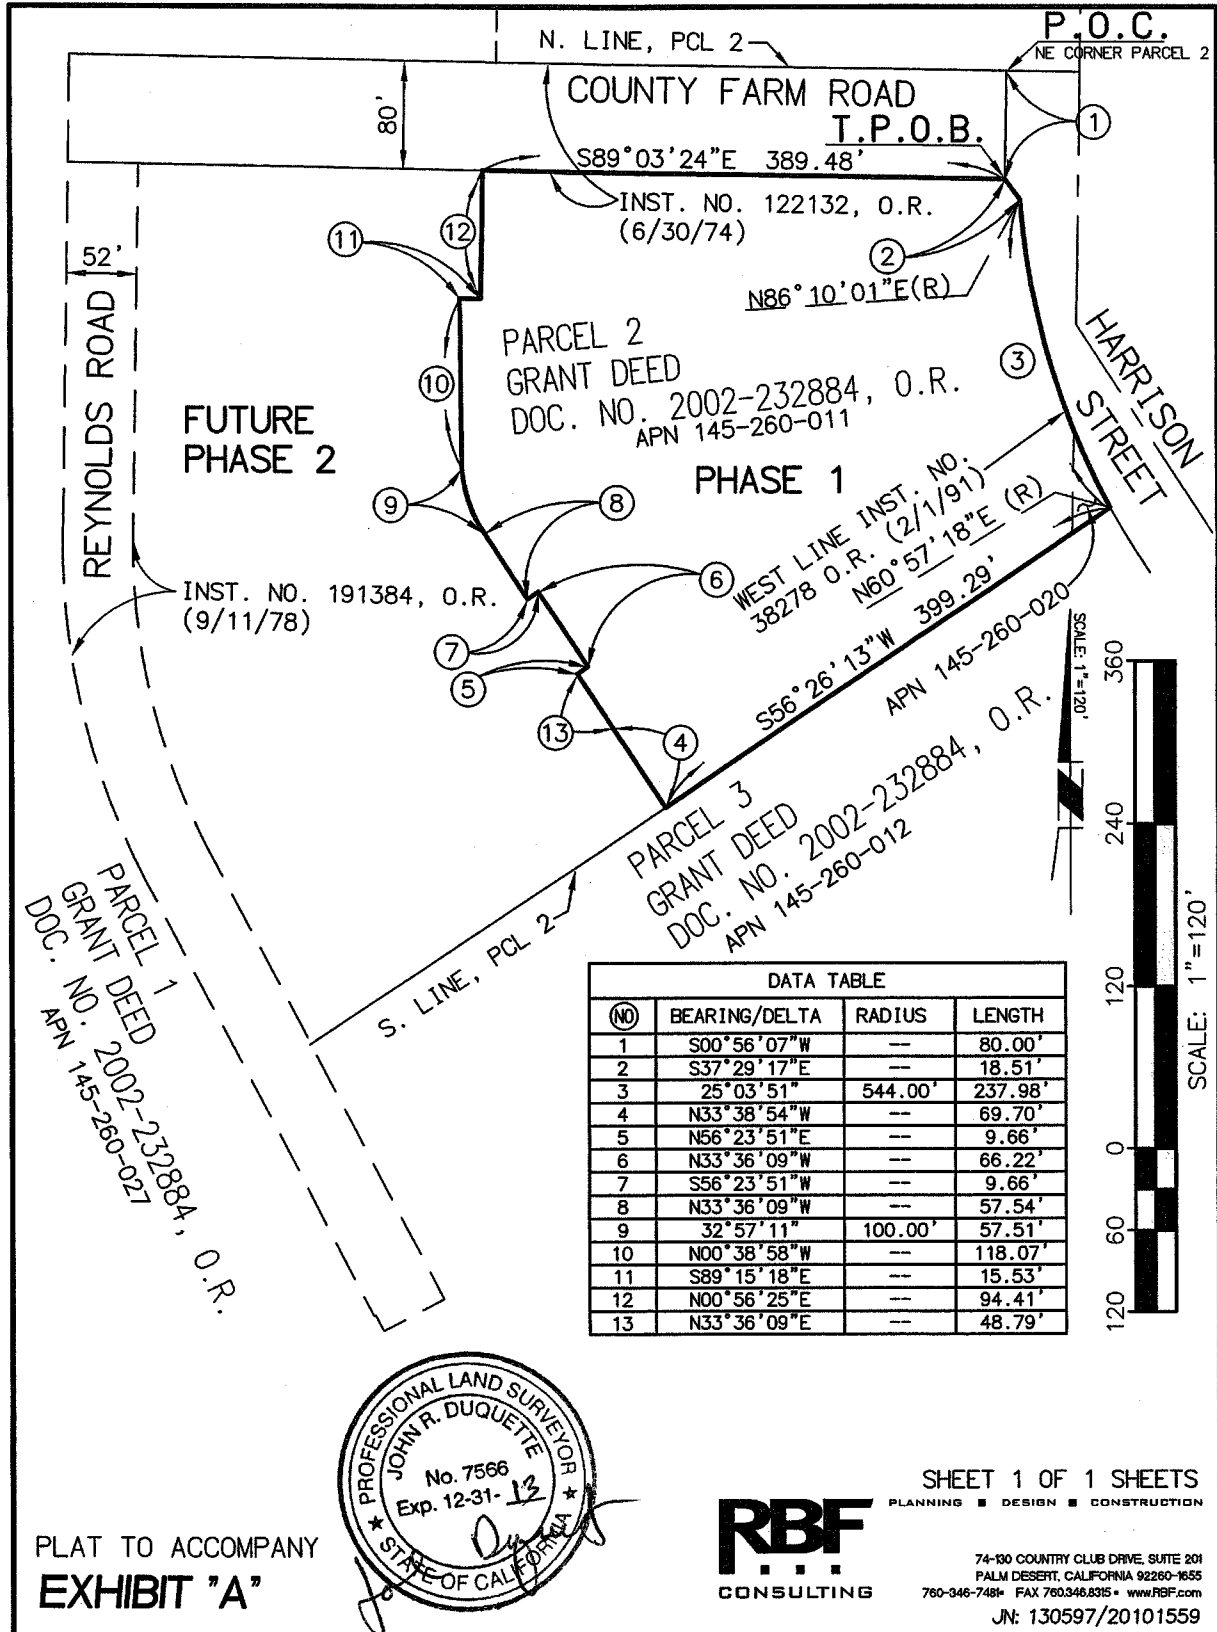 N. LINE, PCL 2
P.O.C.
NE CORNER PARCEL 2
COUNTY FARM ROAD
80'
T.P.O.B.
1
S89°03'24"E 389.48'
INST. NO. 122132, O.R.
(6/30/74)
12
11
2
52'
N86°10'01"E(R)
REYNOLDS ROAD
HARRISON
STREET
PARCEL 2
GRANT DEED
DOC. NO. 2002-232884, O.R.
APN 145-260-011
3
10
FUTURE
PHASE 2
PHASE 1
9
8
WEST LINE INST. NO.
38278 O.R. (2/1/91)
N60°57'18"E (R)
INST. NO. 191384, O.R.
(9/11/78)
6
7
5
S56°26'13"W 399.29'
APN 145-260-020
13
4
SCALE: 1"=120'
PARCEL 3
GRANT DEED
DOC. NO. 2002-232884, O.R.
APN 145-260-012
S. LINE, PCL 2
PARCEL 1
GRANT DEED
DOC. NO. 2002-232884, O.R.
APN 145-260-027
360
240
120
0
60
120
SCALE: 1"=120'
DATA TABLE
NO BEARING/DELTA RADIUS LENGTH
1 S00°56'07"W -- 80.00'
2 S37°29'17"E -- 18.51'
3 25°03'51" 544.00' 237.98'
4 N33°38'54"W -- 69.70'
5 N56°23'51"E -- 9.66'
6 N33°36'09"W -- 66.22'
7 S56°23'51"W -- 9.66'
8 N33°36'09"W -- 57.54'
9 32°57'11" 100.00' 57.51'
10 N00°38'58"W -- 118.07'
11 S89°15'18"E -- 15.53'
12 N00°56'25"E -- 94.41'
13 N33°36'09"E -- 48.79'
PROFESSIONAL LAND SURVEYOR
JOHN R. DUQUETTE
No. 7566
Exp. 12-31-13
STATE OF CALIFORNIA
PLAT TO ACCOMPANY
EXHIBIT "A"
SHEET 1 OF 1 SHEETS
PLANNING ■ DESIGN ■ CONSTRUCTION
RBF
CONSULTING
74-130 COUNTRY CLUB DRIVE, SUITE 201
PALM DESERT, CALIFORNIA 92260-1655
760-346-7481 • FAX 760.346.8315 • www.RBF.com
JN: 130597/20101559